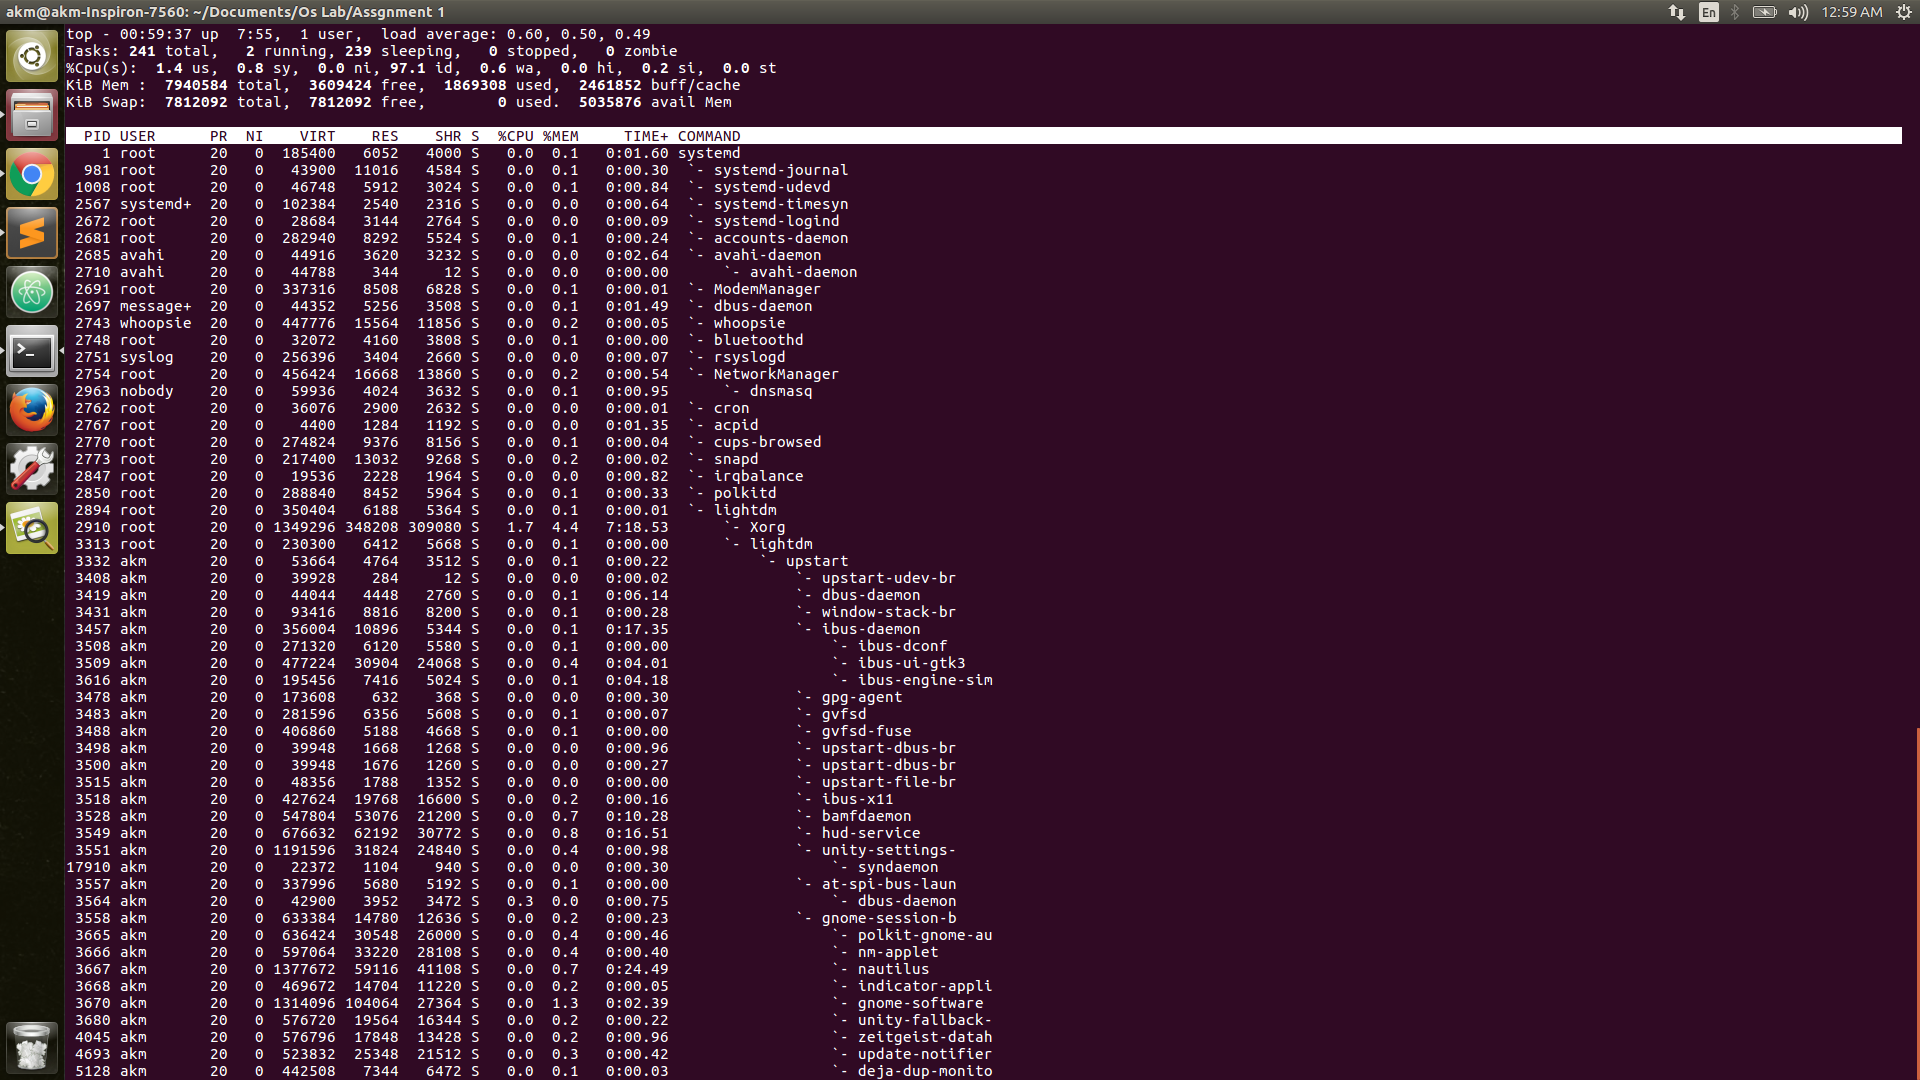 akm@akm-Inspiron-7560: ~/Documents/Os Lab/Assgnment 1
En
12:59 AM
top - 00:59:37 up  7:55,  1 user,  load average: 0.60, 0.50, 0.49
Tasks: 241 total,   2 running, 239 sleeping,   0 stopped,   0 zombie
%Cpu(s):  1.4 us,  0.8 sy,  0.0 ni, 97.1 id,  0.6 wa,  0.0 hi,  0.2 si,  0.0 st
KiB Mem :  7940584 total,  3609424 free,  1869308 used,  2461852 buff/cache
KiB Swap:  7812092 total,  7812092 free,        0 used.  5035876 avail Mem
PID USER      PR  NI    VIRT    RES    SHR S  %CPU %MEM     TIME+ COMMAND
1 root      20   0  185400   6052   4000 S   0.0  0.1   0:01.60 systemd
981 root      20   0   43900  11016   4584 S   0.0  0.1   0:00.30  `- systemd-journal
1008 root      20   0   46748   5912   3024 S   0.0  0.1   0:00.84  `- systemd-udevd
2567 systemd+  20   0  102384   2540   2316 S   0.0  0.0   0:00.64  `- systemd-timesyn
2672 root      20   0   28684   3144   2764 S   0.0  0.0   0:00.09  `- systemd-logind
2681 root      20   0  282940   8292   5524 S   0.0  0.1   0:00.24  `- accounts-daemon
2685 avahi     20   0   44916   3620   3232 S   0.0  0.0   0:02.64  `- avahi-daemon
2710 avahi     20   0   44788    344     12 S   0.0  0.0   0:00.00      `- avahi-daemon
2691 root      20   0  337316   8508   6828 S   0.0  0.1   0:00.01  `- ModemManager
2697 message+  20   0   44352   5256   3508 S   0.0  0.1   0:01.49  `- dbus-daemon
2743 whoopsie  20   0  447776  15564  11856 S   0.0  0.2   0:00.05  `- whoopsie
2748 root      20   0   32072   4160   3808 S   0.0  0.1   0:00.00  `- bluetoothd
2751 syslog    20   0  256396   3404   2660 S   0.0  0.0   0:00.07  `- rsyslogd
2754 root      20   0  456424  16668  13860 S   0.0  0.2   0:00.54  `- NetworkManager
2963 nobody    20   0   59936   4024   3632 S   0.0  0.1   0:00.95      `- dnsmasq
2762 root      20   0   36076   2900   2632 S   0.0  0.0   0:00.01  `- cron
2767 root      20   0    4400   1284   1192 S   0.0  0.0   0:01.35  `- acpid
2770 root      20   0  274824   9376   8156 S   0.0  0.1   0:00.04  `- cups-browsed
2773 root      20   0  217400  13032   9268 S   0.0  0.2   0:00.02  `- snapd
2847 root      20   0   19536   2228   1964 S   0.0  0.0   0:00.82  `- irqbalance
2850 root      20   0  288840   8452   5964 S   0.0  0.1   0:00.33  `- polkitd
2894 root      20   0  350404   6188   5364 S   0.0  0.1   0:00.01  `- lightdm
2910 root      20   0 1349296 348208 309080 S   1.7  4.4   7:18.53      `- Xorg
3313 root      20   0  230300   6412   5668 S   0.0  0.1   0:00.00      `- lightdm
3332 akm       20   0   53664   4764   3512 S   0.0  0.1   0:00.22          `- upstart
3408 akm       20   0   39928    284     12 S   0.0  0.0   0:00.02              `- upstart-udev-br
3419 akm       20   0   44044   4448   2760 S   0.0  0.1   0:06.14              `- dbus-daemon
3431 akm       20   0   93416   8816   8200 S   0.0  0.1   0:00.28              `- window-stack-br
3457 akm       20   0  356004  10896   5344 S   0.0  0.1   0:17.35              `- ibus-daemon
3508 akm       20   0  271320   6120   5580 S   0.0  0.1   0:00.00                  `- ibus-dconf
3509 akm       20   0  477224  30904  24068 S   0.0  0.4   0:04.01                  `- ibus-ui-gtk3
3616 akm       20   0  195456   7416   5024 S   0.0  0.1   0:04.18                  `- ibus-engine-sim
3478 akm       20   0  173608    632    368 S   0.0  0.0   0:00.30              `- gpg-agent
3483 akm       20   0  281596   6356   5608 S   0.0  0.1   0:00.07              `- gvfsd
3488 akm       20   0  406860   5188   4668 S   0.0  0.1   0:00.00              `- gvfsd-fuse
3498 akm       20   0   39948   1668   1268 S   0.0  0.0   0:00.96              `- upstart-dbus-br
3500 akm       20   0   39948   1676   1260 S   0.0  0.0   0:00.27              `- upstart-dbus-br
3515 akm       20   0   48356   1788   1352 S   0.0  0.0   0:00.00              `- upstart-file-br
3518 akm       20   0  427624  19768  16600 S   0.0  0.2   0:00.16              `- ibus-x11
3528 akm       20   0  547804  53076  21200 S   0.0  0.7   0:10.28              `- bamfdaemon
3549 akm       20   0  676632  62192  30772 S   0.0  0.8   0:16.51              `- hud-service
3551 akm       20   0 1191596  31824  24840 S   0.0  0.4   0:00.98              `- unity-settings-
17910 akm       20   0   22372   1104    940 S   0.0  0.0   0:00.30                  `- syndaemon
3557 akm       20   0  337996   5680   5192 S   0.0  0.1   0:00.00              `- at-spi-bus-laun
3564 akm       20   0   42900   3952   3472 S   0.3  0.0   0:00.75                  `- dbus-daemon
3558 akm       20   0  633384  14780  12636 S   0.0  0.2   0:00.23              `- gnome-session-b
3665 akm       20   0  636424  30548  26000 S   0.0  0.4   0:00.46                  `- polkit-gnome-au
3666 akm       20   0  597064  33220  28108 S   0.0  0.4   0:00.40                  `- nm-applet
3667 akm       20   0 1377672  59116  41108 S   0.0  0.7   0:24.49                  `- nautilus
3668 akm       20   0  469672  14704  11220 S   0.0  0.2   0:00.05                  `- indicator-appli
3670 akm       20   0 1314096 104064  27364 S   0.0  1.3   0:02.39                  `- gnome-software
3680 akm       20   0  576720  19564  16344 S   0.0  0.2   0:00.22                  `- unity-fallback-
4045 akm       20   0  576796  17848  13428 S   0.0  0.2   0:00.96                  `- zeitgeist-datah
4693 akm       20   0  523832  25348  21512 S   0.0  0.3   0:00.42                  `- update-notifier
5128 akm       20   0  442508   7344   6472 S   0.0  0.1   0:00.03                  `- deja-dup-monito